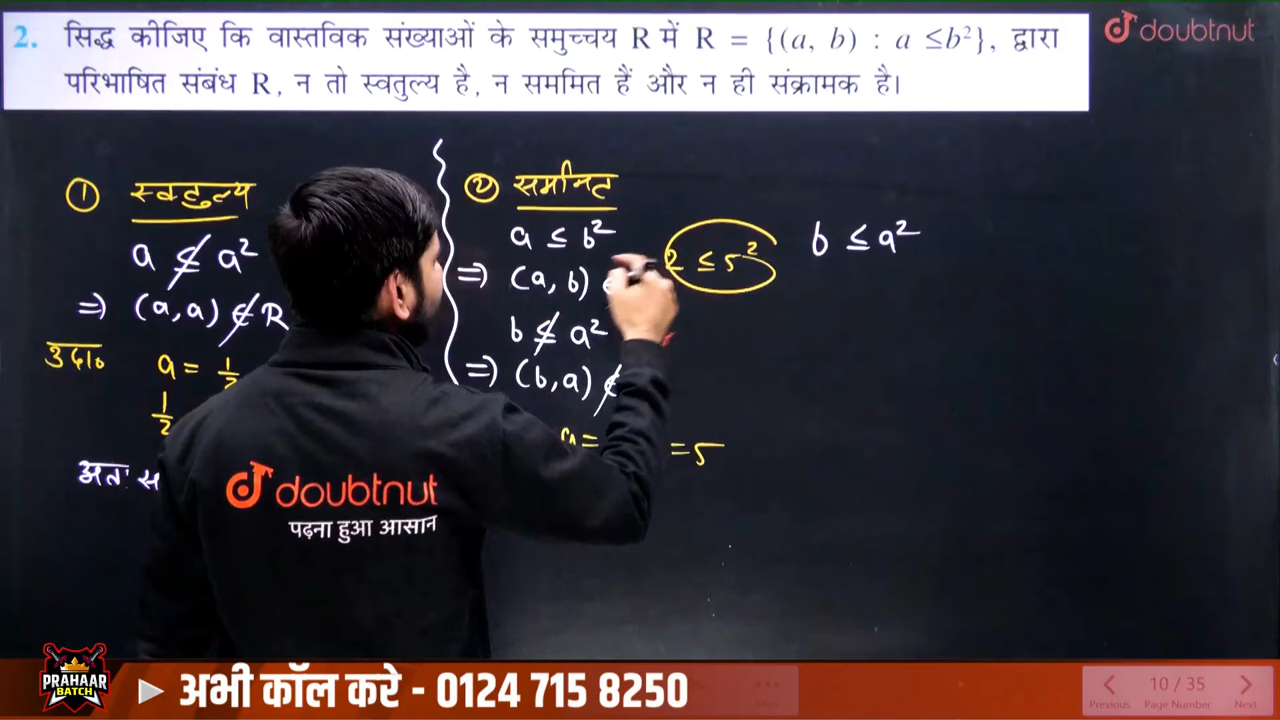 2. सिद्ध कीजिए कि वास्तविक संख्याओं के समुच्चय R में R = {(a, b) : a ≤b²}, द्वारा
परिभाषित संबंध R, न तो स्वतुल्य है, न सममित हैं और न ही संक्रामक है।
doubtnut
① स्वतुल्य
a ≰ a²
⇒ (a,a) ∉ R
उदा० a = 1/2
1/2
अतः स
② सममित
a ≤ b²
⇒ (a, b)
b ≰ a²
⇒ (b,a) ∉
= = 5
2 ≤ 5²
b ≤ a²
doubtnut
पढ़ना हुआ आसान
PRAHAAR
BATCH
अभी कॉल करे - 0124 715 8250
10 / 35
Previous Page Number Next